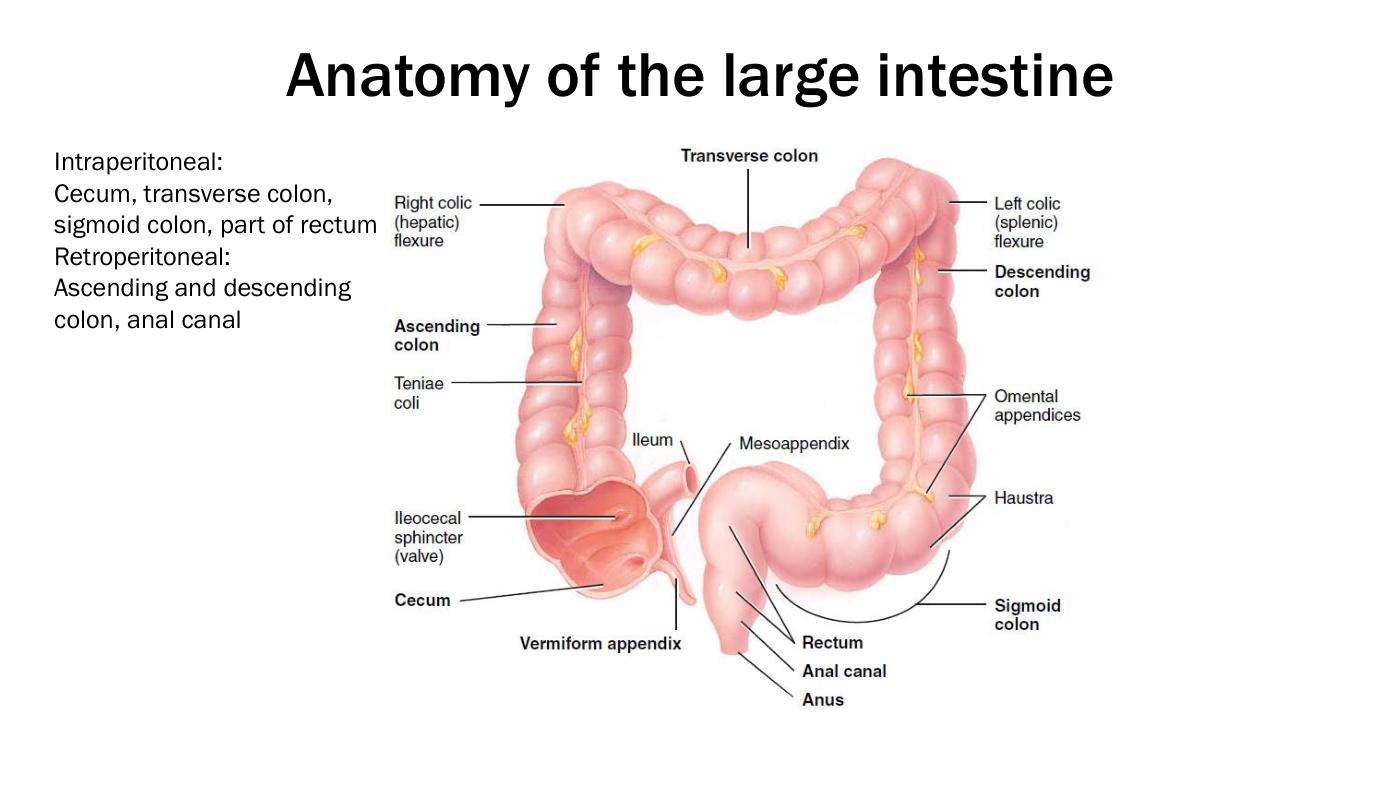 Anatomy of the large intestine
Intraperitoneal:
Cecum, transverse colon,
sigmoid colon, part of rectum
Retroperitoneal:
Ascending and descending
colon, anal canal
Transverse colon
Right colic
(hepatic)
flexure
Left colic
(splenic)
flexure
Descending
colon
Ascending
colon
Teniae
coli
Omental
appendices
Ileum
Mesoappendix
Haustra
Ileocecal
sphincter
(valve)
Cecum
Sigmoid
colon
Vermiform appendix
Rectum
Anal canal
Anus